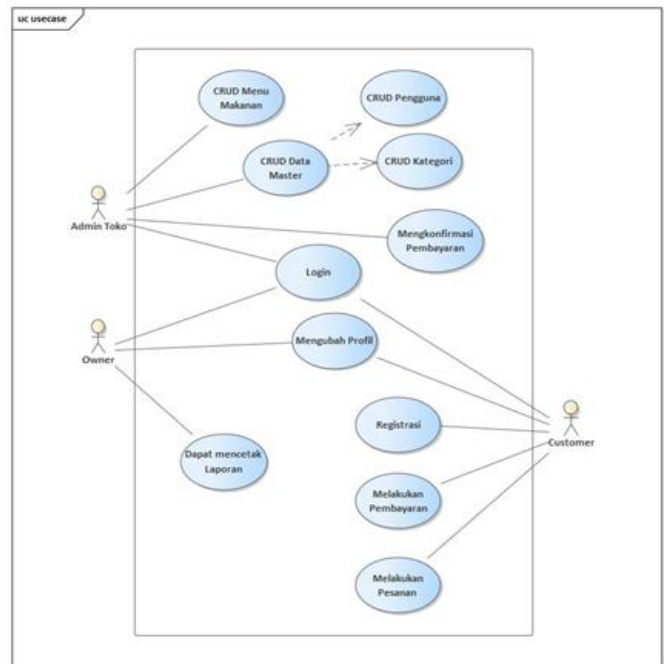 uc usecase
CRUD Menu
Makanan
CRUD Pengguna
CRUD Data
Master
CRUD Kategori
Admin Toko
Mengkonfirmasi
Pembayaran
Login
Owner
Mengubah Profil
Registrasi
Customer
Dapat mencetak
Laporan
Melakukan
Pembayaran
Melakukan
Pesanan